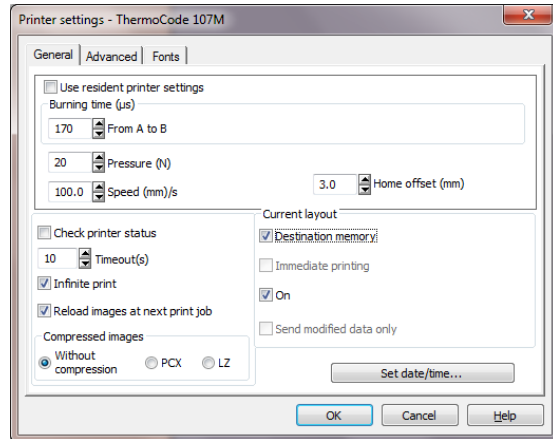 Printer settings - ThermoCode 107M
General
Advanced
Fonts
Use resident printer settings
Burning time (µs)
170 From A to B
20 Pressure (N)
100.0 Speed (mm)/s
3.0 Home offset (mm)
Check printer status
10 Timeout(s)
Infinite print
Reload images at next print job
Compressed images
Without
compression
PCX
LZ
Current layout
Destination memory
Immediate printing
On
Send modified data only
Set date/time...
OK
Cancel
Help